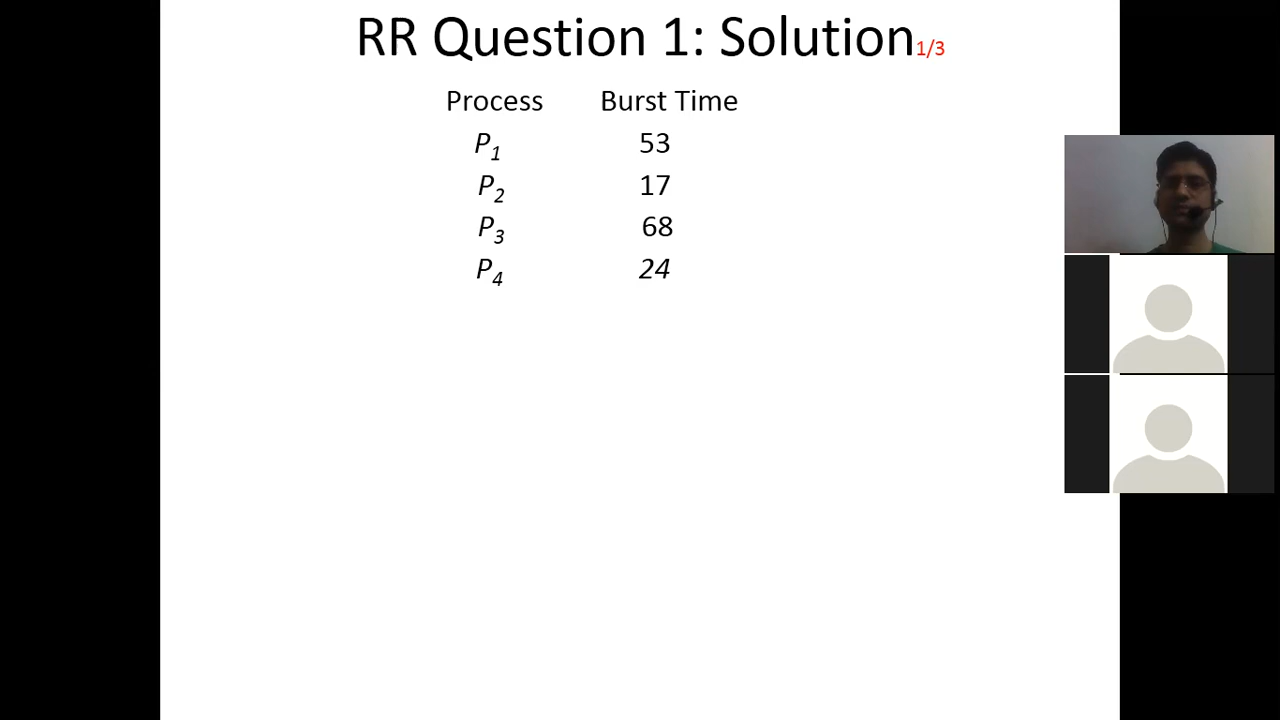 RR Question 1: Solution1/3
Process Burst Time
P1 53
P2 17
P3 68
P4 24